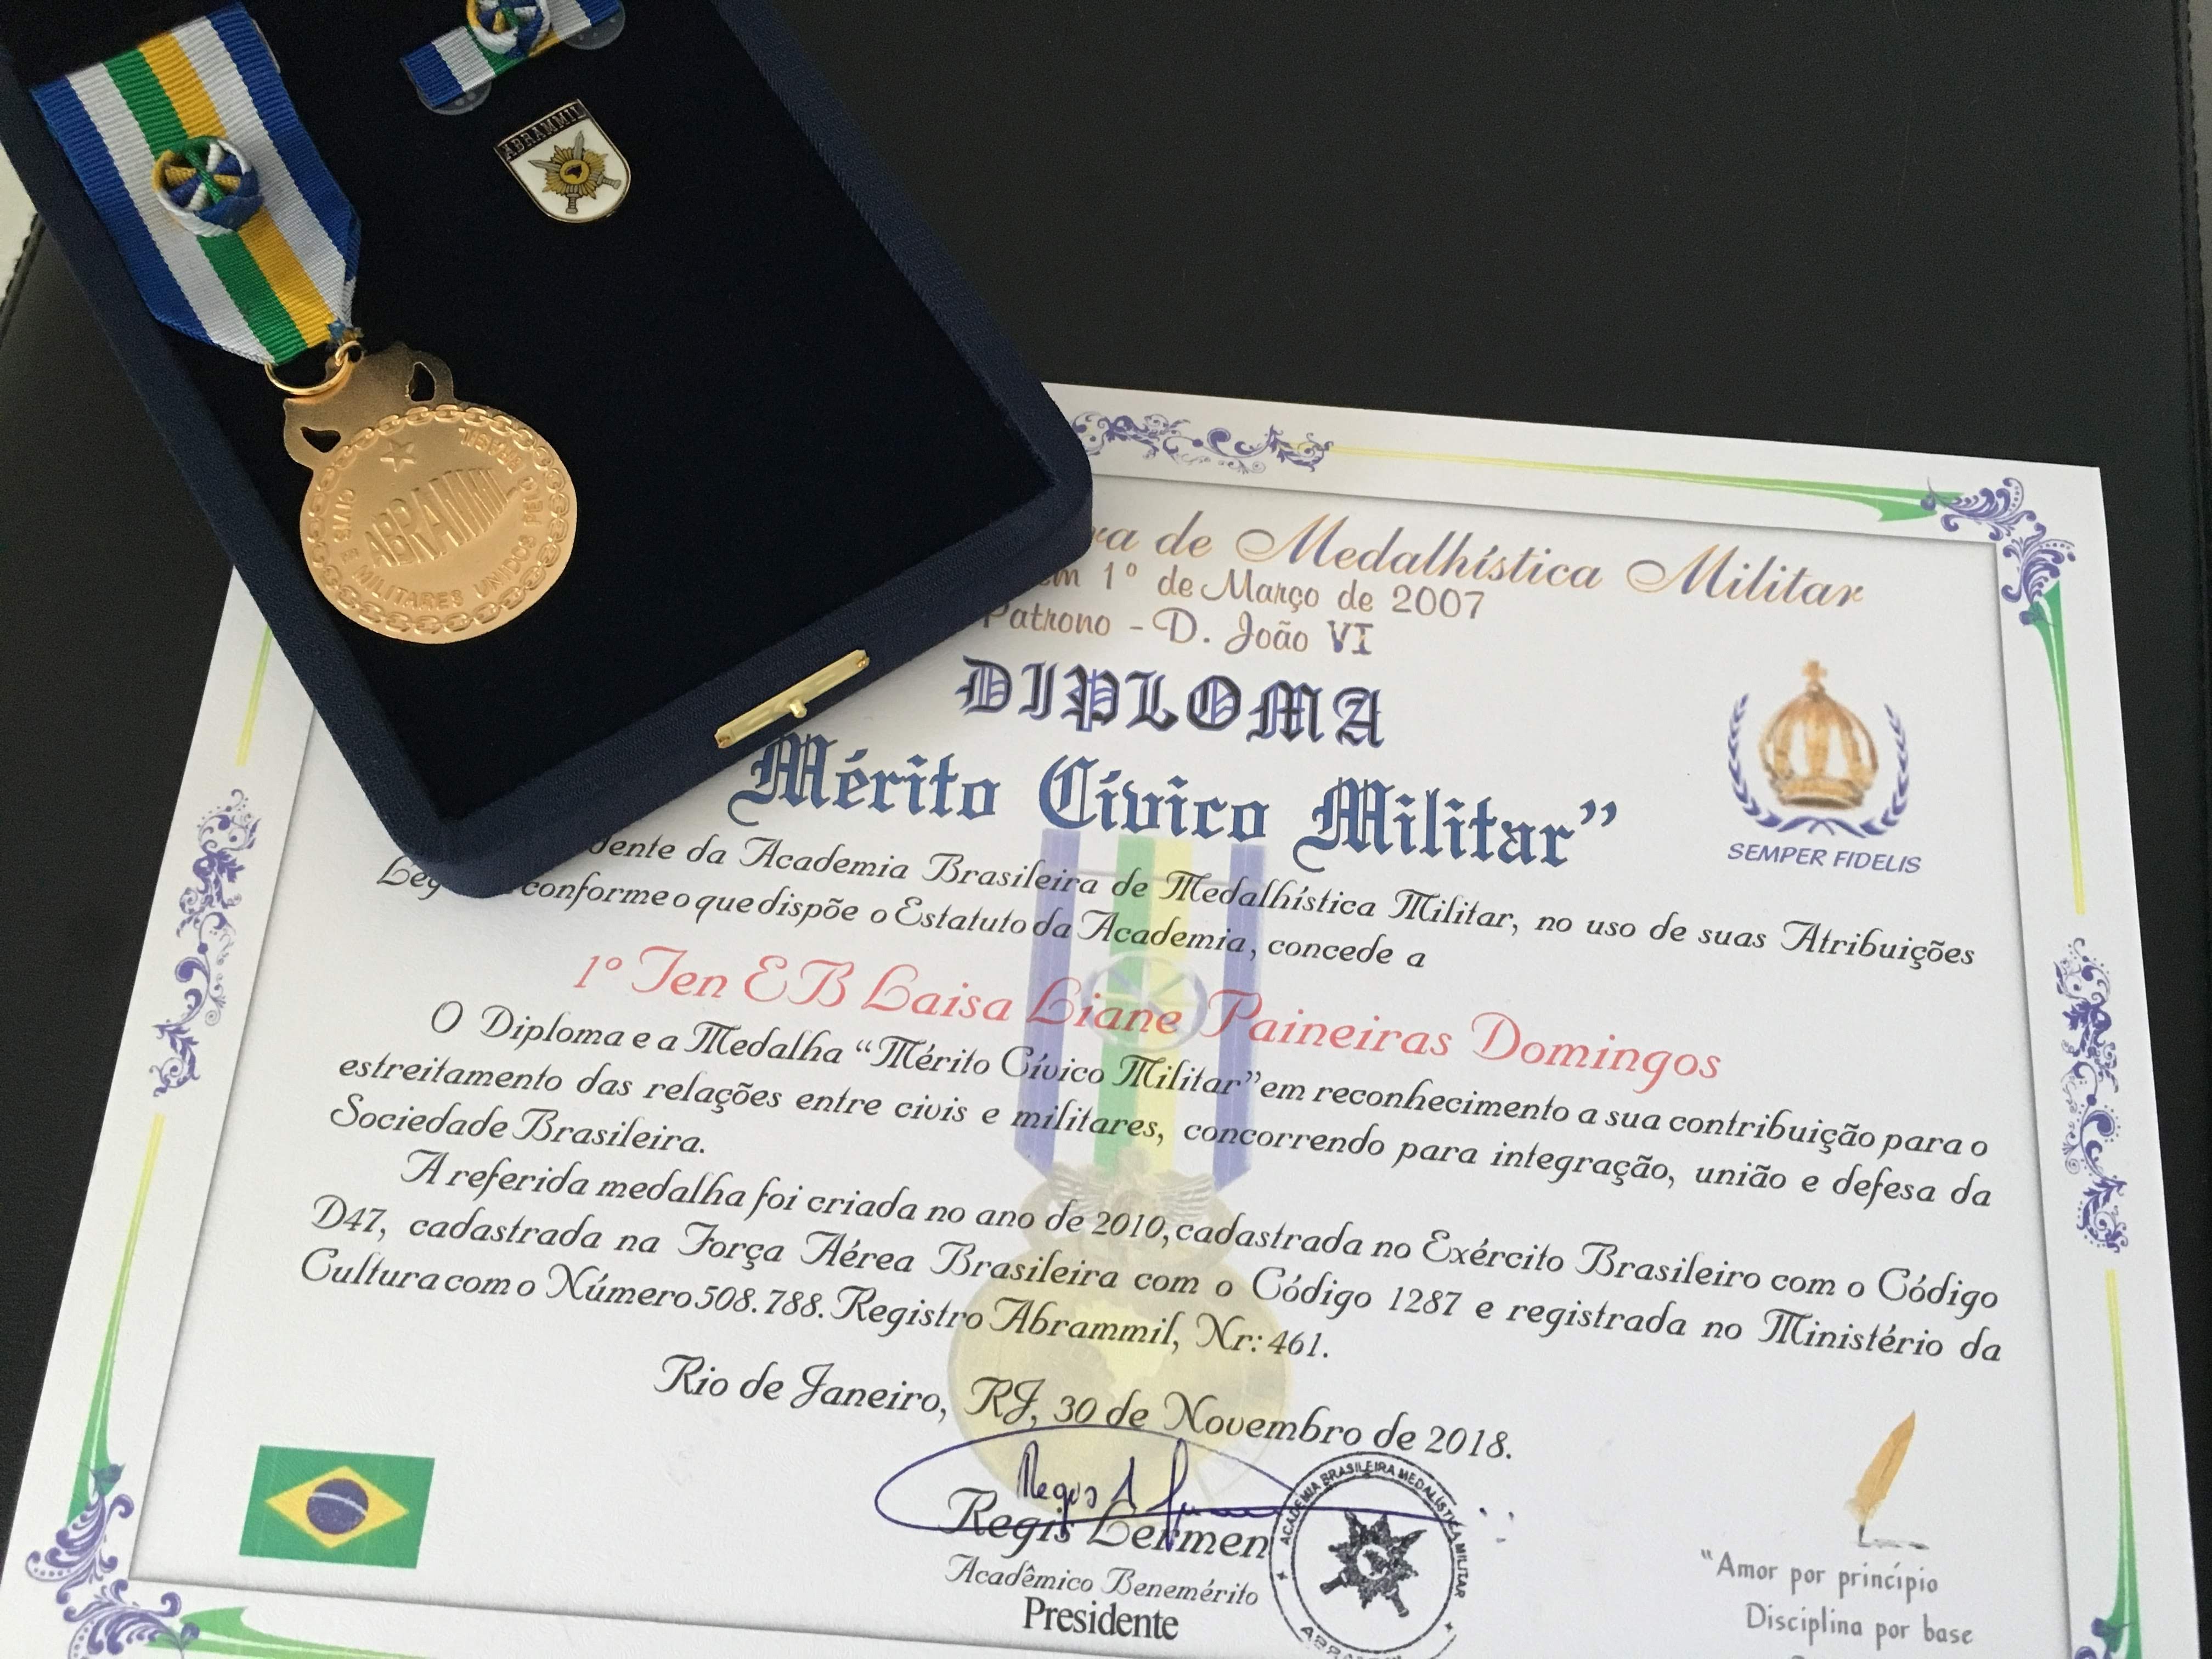 ABRAMMIL
ABRAMMIL
CIVIS E MILITARES UNIDOS PELO BRASIL
de Medalhística Militar
em 1º de Março de 2007
Patrono - D. João VI
DIPLOMA
Mérito Cívico Militar”
SEMPER FIDELIS
dente da Academia Brasileira de Medalhística Militar, no uso de suas Atribuições
conforme o que dispõe o Estatuto da Academia, concede a
1º Ten EB Laisa Liane Paineiras Domingos
O Diploma e a Medalha “Mérito Cívico Militar” em reconhecimento a sua contribuição para o
estreitamento das relações entre civis e militares, concorrendo para integração, união e defesa da
Sociedade Brasileira.
A referida medalha foi criada no ano de 2010, cadastrada no Exército Brasileiro com o Código
D47, cadastrada na Força Aérea Brasileira com o Código 1287 e registrada no Ministério da
Cultura com o Número 508.788. Registro Abrammil, Nr: 461.
Rio de Janeiro, RJ, 30 de Novembro de 2018.
Regis Lermen
Acadêmico Benemérito
Presidente
ACADEMIA BRASILEIRA MEDALÍSTICA MILITAR
“Amor por princípio
Disciplina por base